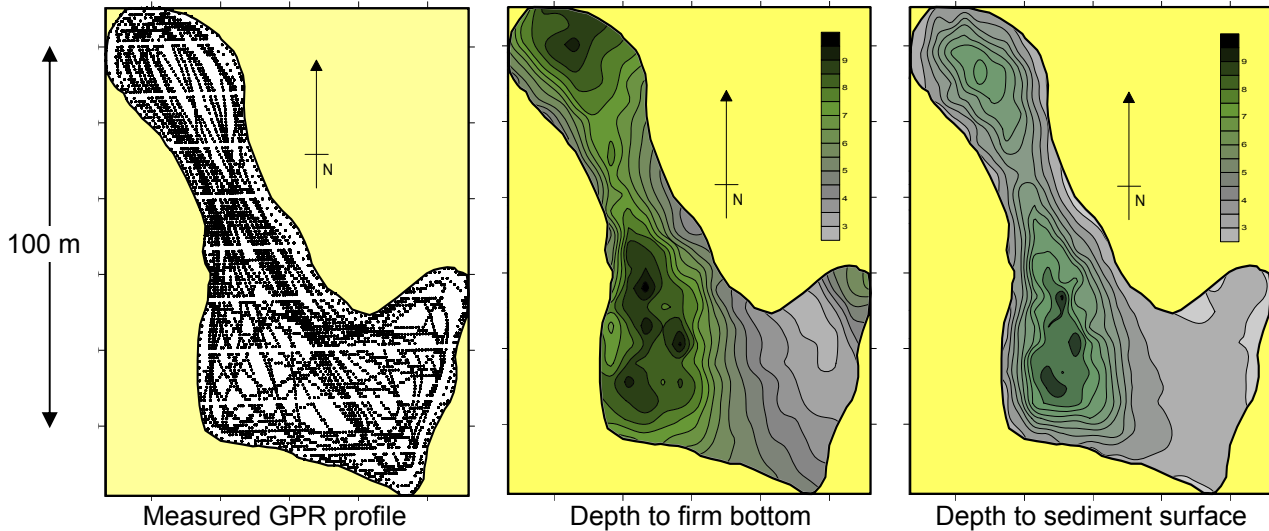 100 m
N
Measured GPR profile
N
9
8
7
6
5
4
3
Depth to firm bottom
N
9
8
7
6
5
4
3
Depth to sediment surface